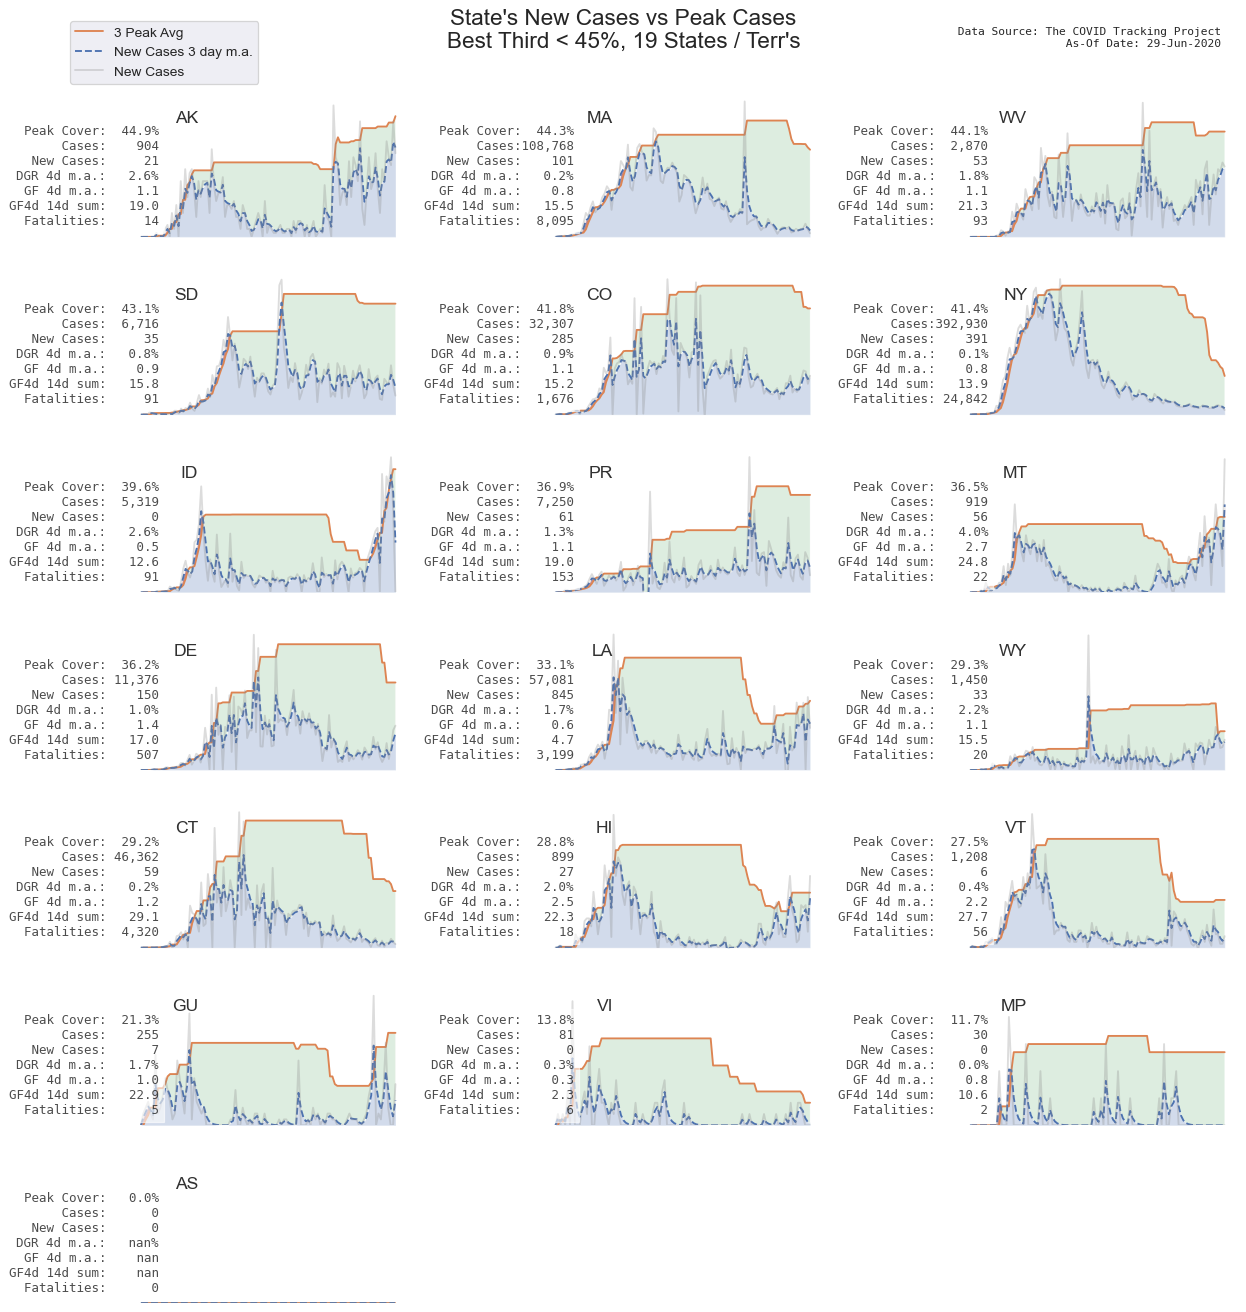 State's New Cases vs Peak Cases
Best Third < 45%, 19 States / Terr's
3 Peak Avg
New Cases 3 day m.a.
New Cases
Data Source: The COVID Tracking Project
As-Of Date: 29-Jun-2020
AK
Peak Cover: 44.9%
Cases: 904
New Cases: 21
DGR 4d m.a.: 2.6%
GF 4d m.a.: 1.1
GF4d 14d sum: 19.0
Fatalities: 14
MA
Peak Cover: 44.3%
Cases:108,768
New Cases: 101
DGR 4d m.a.: 0.2%
GF 4d m.a.: 0.8
GF4d 14d sum: 15.5
Fatalities: 8,095
WV
Peak Cover: 44.1%
Cases: 2,870
New Cases: 53
DGR 4d m.a.: 1.8%
GF 4d m.a.: 1.1
GF4d 14d sum: 21.3
Fatalities: 93
SD
Peak Cover: 43.1%
Cases: 6,716
New Cases: 35
DGR 4d m.a.: 0.8%
GF 4d m.a.: 0.9
GF4d 14d sum: 15.8
Fatalities: 91
CO
Peak Cover: 41.8%
Cases: 32,307
New Cases: 285
DGR 4d m.a.: 0.9%
GF 4d m.a.: 1.1
GF4d 14d sum: 15.2
Fatalities: 1,676
NY
Peak Cover: 41.4%
Cases:392,930
New Cases: 391
DGR 4d m.a.: 0.1%
GF 4d m.a.: 0.8
GF4d 14d sum: 13.9
Fatalities: 24,842
ID
Peak Cover: 39.6%
Cases: 5,319
New Cases: 0
DGR 4d m.a.: 2.6%
GF 4d m.a.: 0.5
GF4d 14d sum: 12.6
Fatalities: 91
PR
Peak Cover: 36.9%
Cases: 7,250
New Cases: 61
DGR 4d m.a.: 1.3%
GF 4d m.a.: 1.1
GF4d 14d sum: 19.0
Fatalities: 153
MT
Peak Cover: 36.5%
Cases: 919
New Cases: 56
DGR 4d m.a.: 4.0%
GF 4d m.a.: 2.7
GF4d 14d sum: 24.8
Fatalities: 22
DE
Peak Cover: 36.2%
Cases: 11,376
New Cases: 150
DGR 4d m.a.: 1.0%
GF 4d m.a.: 1.4
GF4d 14d sum: 17.0
Fatalities: 507
LA
Peak Cover: 33.1%
Cases: 57,081
New Cases: 845
DGR 4d m.a.: 1.7%
GF 4d m.a.: 0.6
GF4d 14d sum: 4.7
Fatalities: 3,199
WY
Peak Cover: 29.3%
Cases: 1,450
New Cases: 33
DGR 4d m.a.: 2.2%
GF 4d m.a.: 1.1
GF4d 14d sum: 15.5
Fatalities: 20
CT
Peak Cover: 29.2%
Cases: 46,362
New Cases: 59
DGR 4d m.a.: 0.2%
GF 4d m.a.: 1.2
GF4d 14d sum: 29.1
Fatalities: 4,320
HI
Peak Cover: 28.8%
Cases: 899
New Cases: 27
DGR 4d m.a.: 2.0%
GF 4d m.a.: 2.5
GF4d 14d sum: 22.3
Fatalities: 18
VT
Peak Cover: 27.5%
Cases: 1,208
New Cases: 6
DGR 4d m.a.: 0.4%
GF 4d m.a.: 2.2
GF4d 14d sum: 27.7
Fatalities: 56
GU
Peak Cover: 21.3%
Cases: 255
New Cases: 7
DGR 4d m.a.: 1.7%
GF 4d m.a.: 1.0
GF4d 14d sum: 22.9
Fatalities: 5
VI
Peak Cover: 13.8%
Cases: 81
New Cases: 0
DGR 4d m.a.: 0.3%
GF 4d m.a.: 0.3
GF4d 14d sum: 2.3
Fatalities: 6
MP
Peak Cover: 11.7%
Cases: 30
New Cases: 0
DGR 4d m.a.: 0.0%
GF 4d m.a.: 0.8
GF4d 14d sum: 10.6
Fatalities: 2
AS
Peak Cover: 0.0%
Cases: 0
New Cases: 0
DGR 4d m.a.: nan%
GF 4d m.a.: nan
GF4d 14d sum: nan
Fatalities: 0